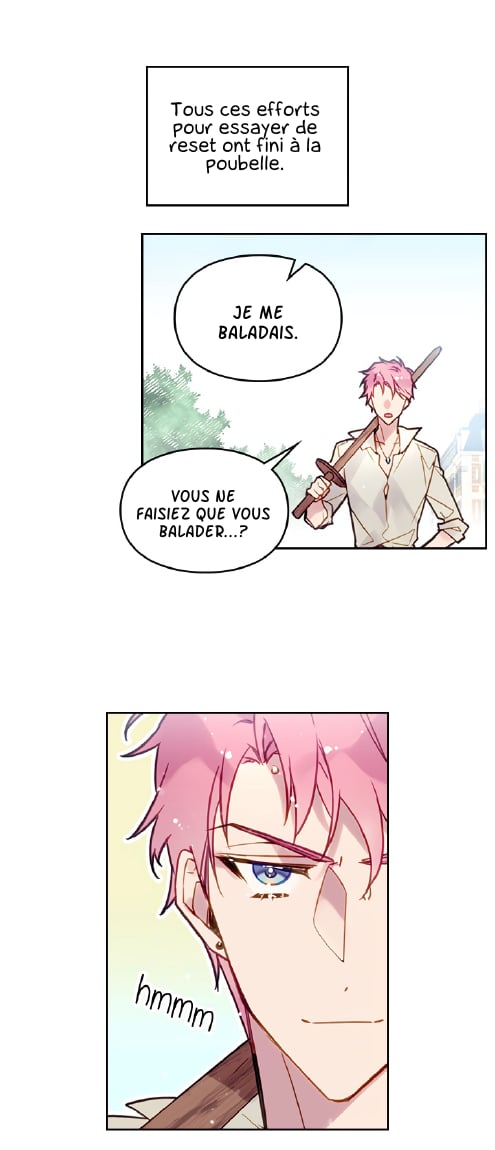 Tous ces efforts
pour essayer de
reset ont fini à la
poubelle.
JE ME
BALADAIS.
VOUS NE
FAISIEZ QUE VOUS
BALADER...?
hmmm